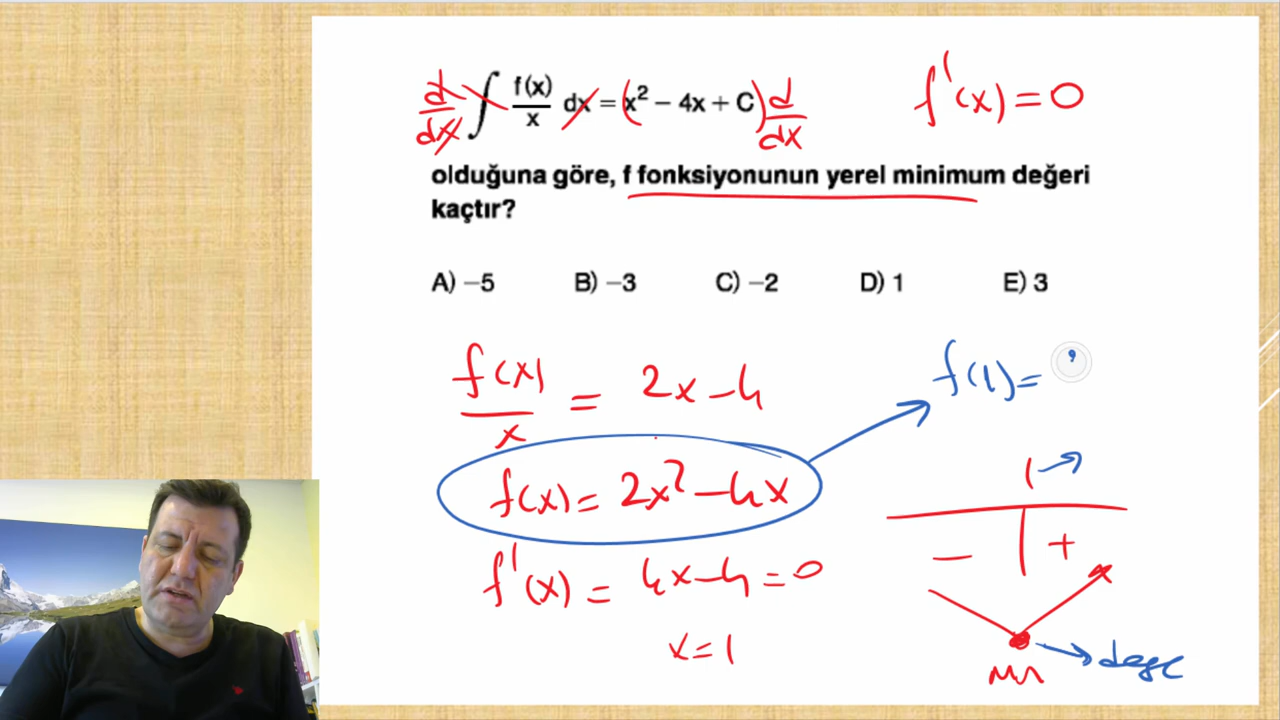 d/dx ∫ f(x)/x dx = (x² – 4x + C) d/dx
f'(x) = 0
olduğuna göre, f fonksiyonunun yerel minimum değeri
kaçtır?
A) –5 B) –3 C) –2 D) 1 E) 3
f(x)/x = 2x – 4
f(1) =
f(x) = 2x² – 4x
1
– +
f'(x) = 4x – 4 = 0
x = 1
değe